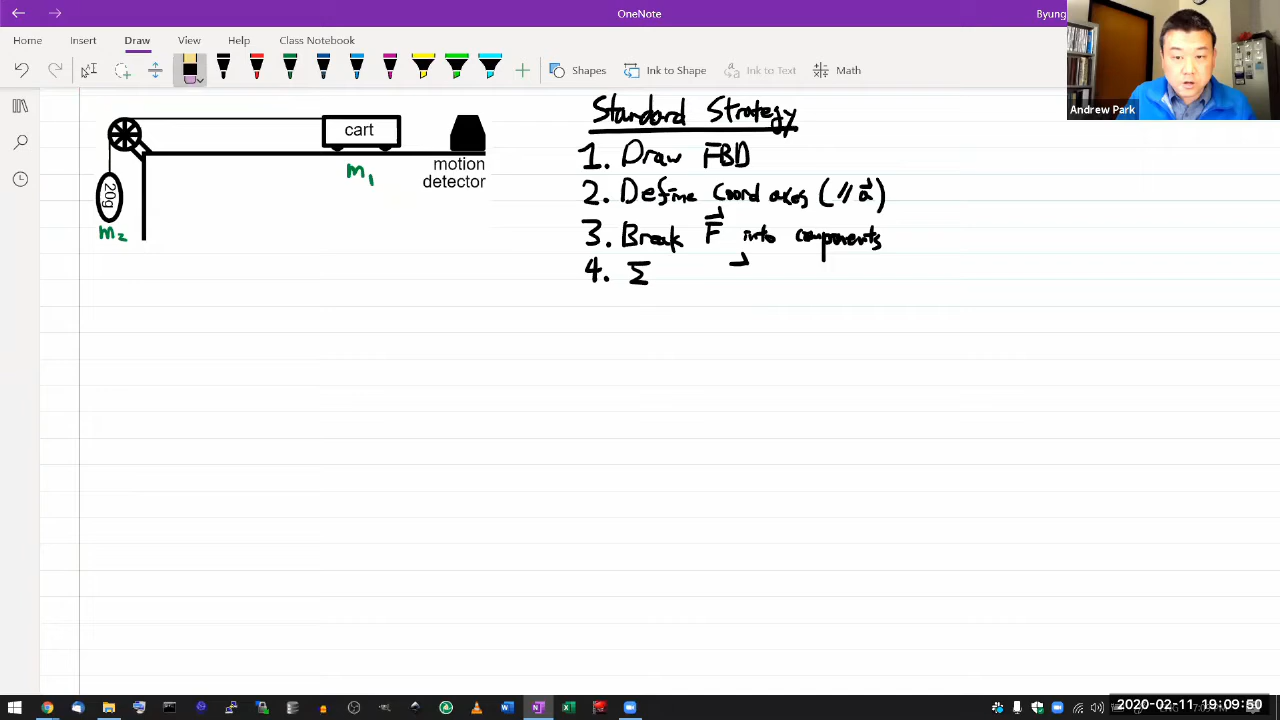 OneNote
Byung
Home Insert Draw View Help Class Notebook
Shapes Ink to Shape Ink to Text Math
Andrew Park
cart
motion
detector
20g
m₁
m₂
Standard Strategy
1. Draw FBD
2. Define Coord axes (// a⃗)
3. Break F⃗ into components
4. Σ
2020-02-11 19:09:50